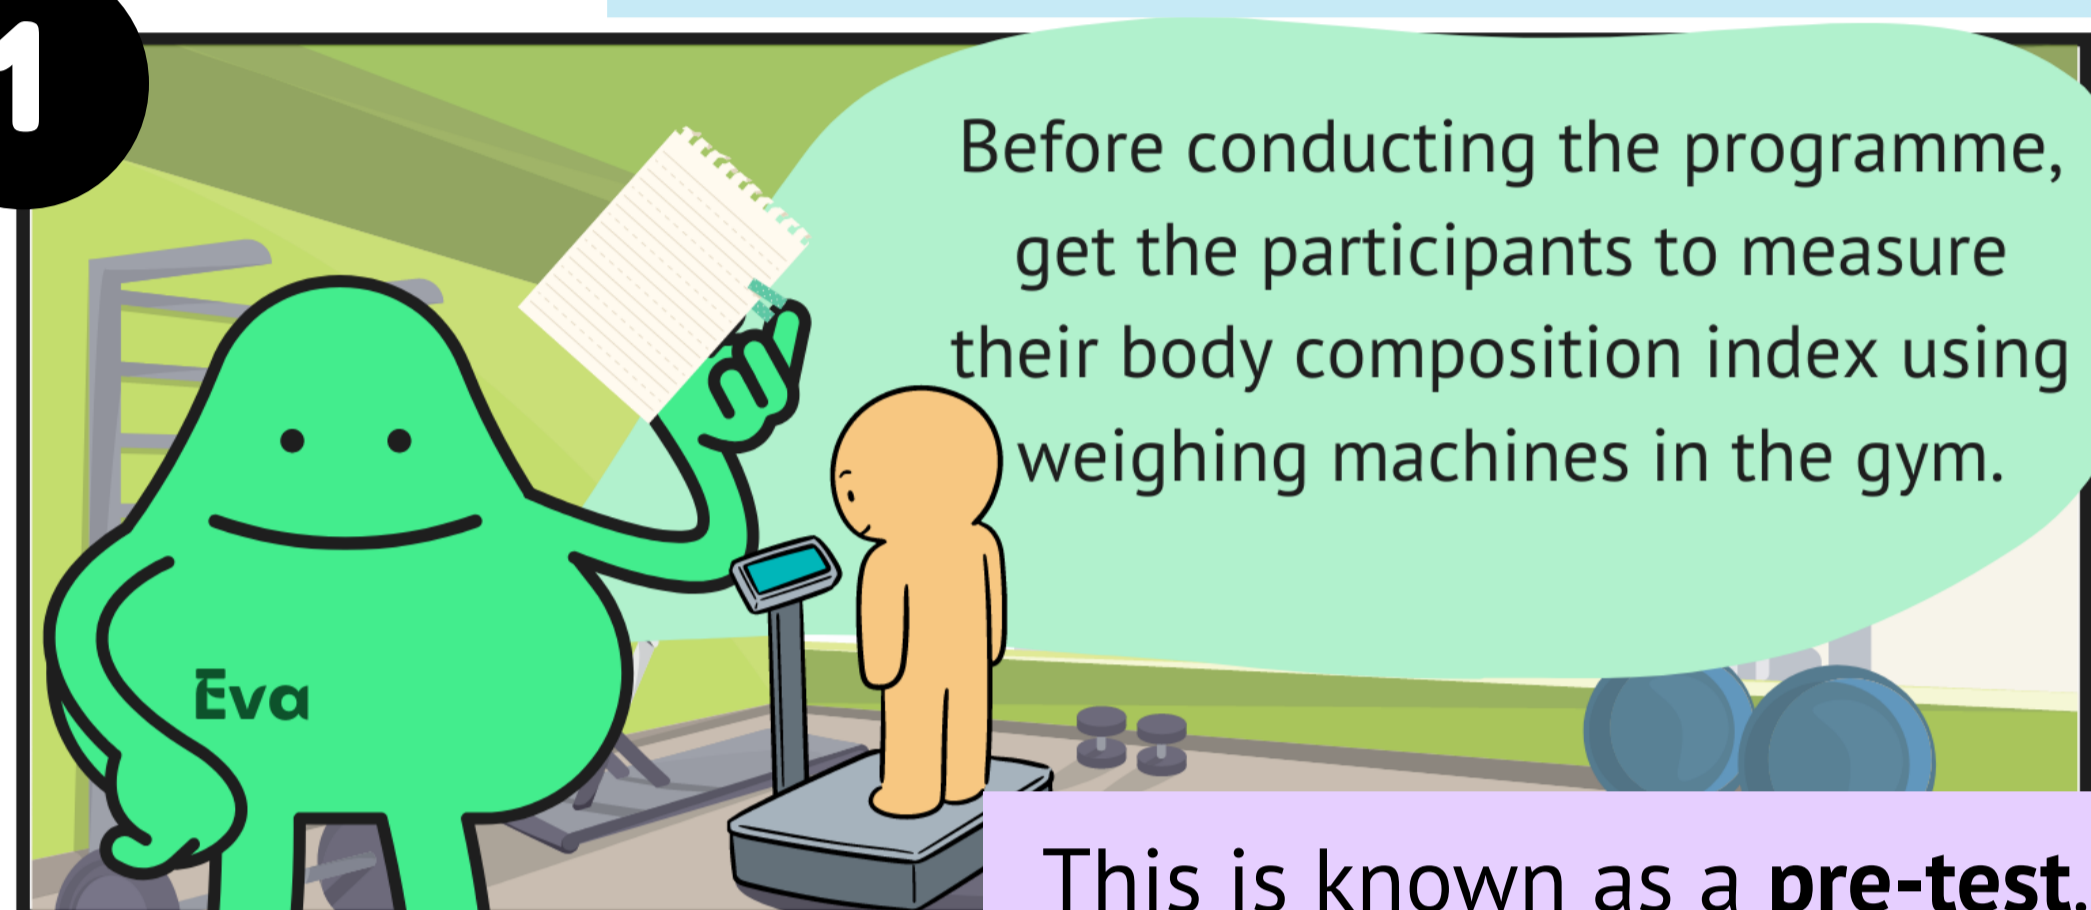 1
Before conducting the programme,
get the participants to measure
their body composition index using
weighing machines in the gym.
Eva
This is known as a pre-test.